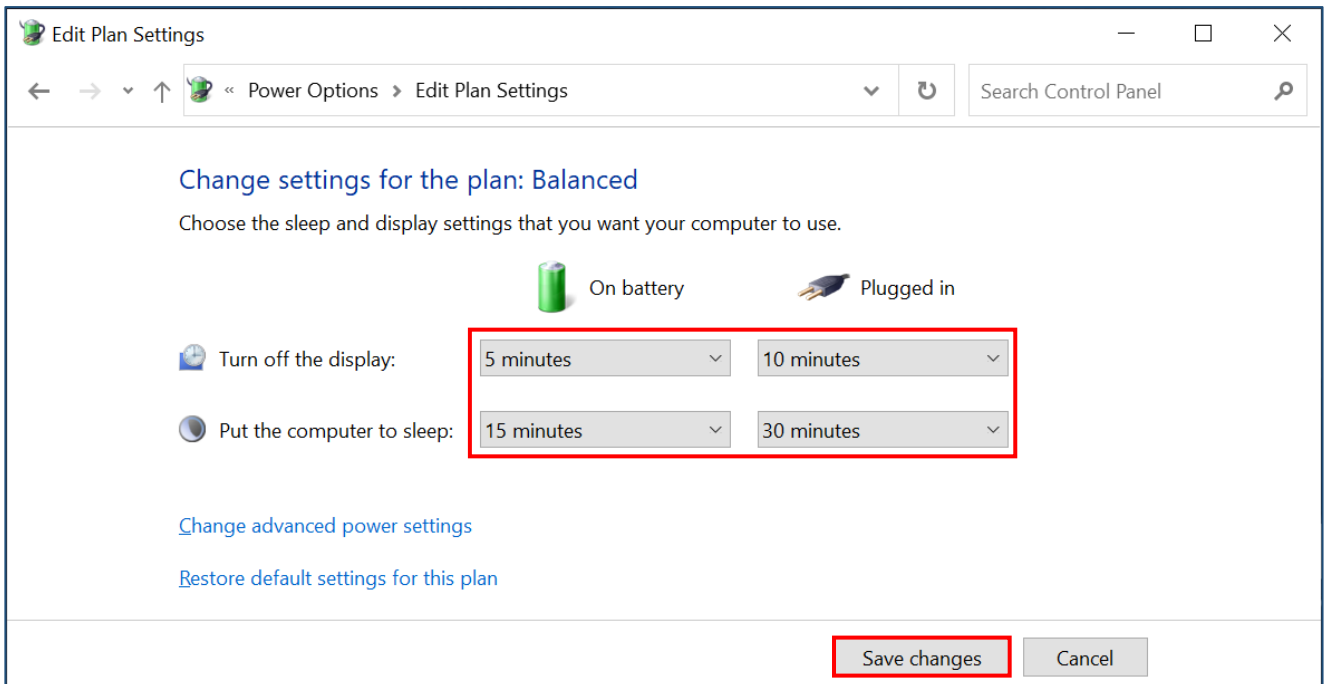 Edit Plan Settings
« Power Options > Edit Plan Settings
Search Control Panel
Change settings for the plan: Balanced
Choose the sleep and display settings that you want your computer to use.
On battery Plugged in
Turn off the display: 5 minutes 10 minutes
Put the computer to sleep: 15 minutes 30 minutes
Change advanced power settings
Restore default settings for this plan
Save changes Cancel